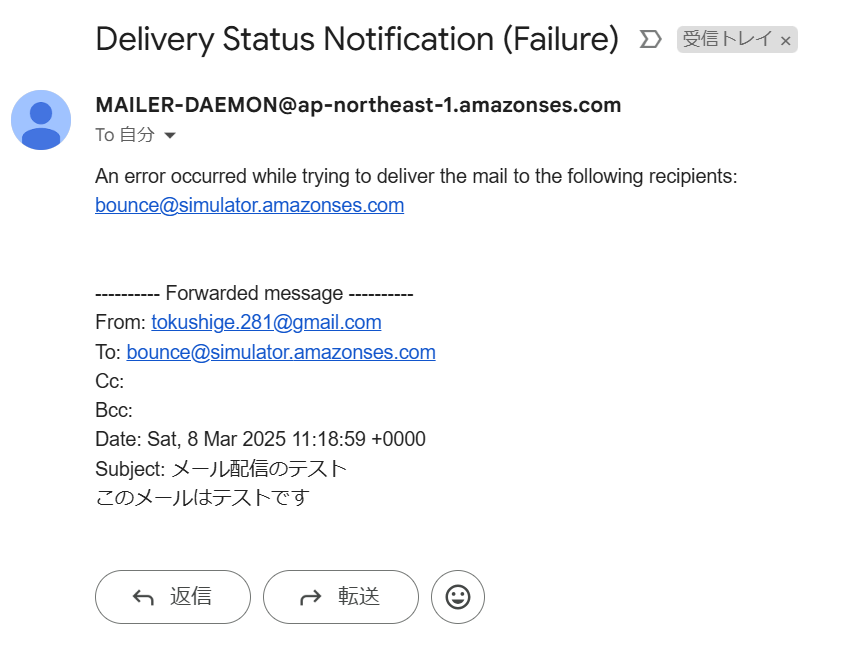 Delivery Status Notification (Failure) 受信トレイ ×
MAILER-DAEMON@ap-northeast-1.amazonses.com
To 自分
An error occurred while trying to deliver the mail to the following recipients:
bounce@simulator.amazonses.com
---------- Forwarded message ----------
From: tokushige.281@gmail.com
To: bounce@simulator.amazonses.com
Cc:
Bcc:
Date: Sat, 8 Mar 2025 11:18:59 +0000
Subject: メール配信のテスト
このメールはテストです
返信 転送